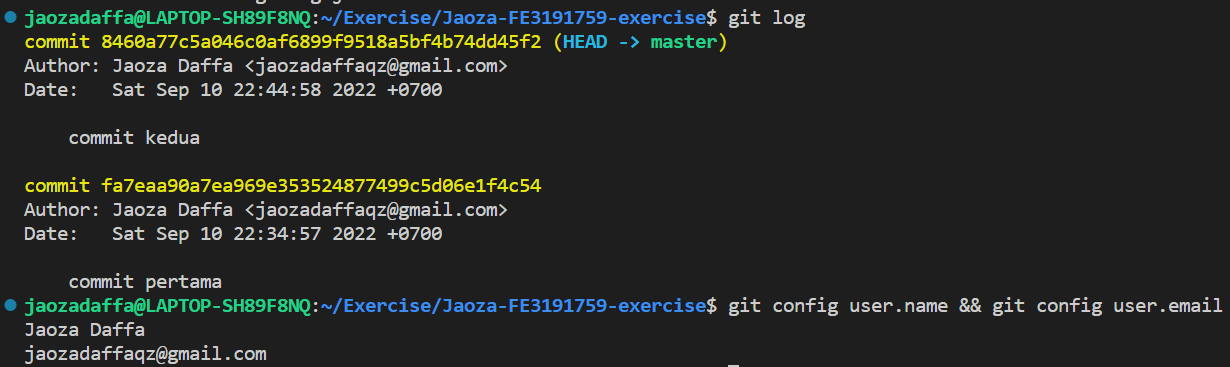 jaozadaffa@LAPTOP-SH89F8NQ:~/Exercise/Jaoza-FE3191759-exercise$ git log
commit 8460a77c5a046c0af6899f9518a5bf4b74dd45f2 (HEAD -> master)
Author: Jaoza Daffa <jaozadaffaqz@gmail.com>
Date:   Sat Sep 10 22:44:58 2022 +0700
commit kedua
commit fa7eaa90a7ea969e353524877499c5d06e1f4c54
Author: Jaoza Daffa <jaozadaffaqz@gmail.com>
Date:   Sat Sep 10 22:34:57 2022 +0700
commit pertama
jaozadaffa@LAPTOP-SH89F8NQ:~/Exercise/Jaoza-FE3191759-exercise$ git config user.name && git config user.email
Jaoza Daffa
jaozadaffaqz@gmail.com